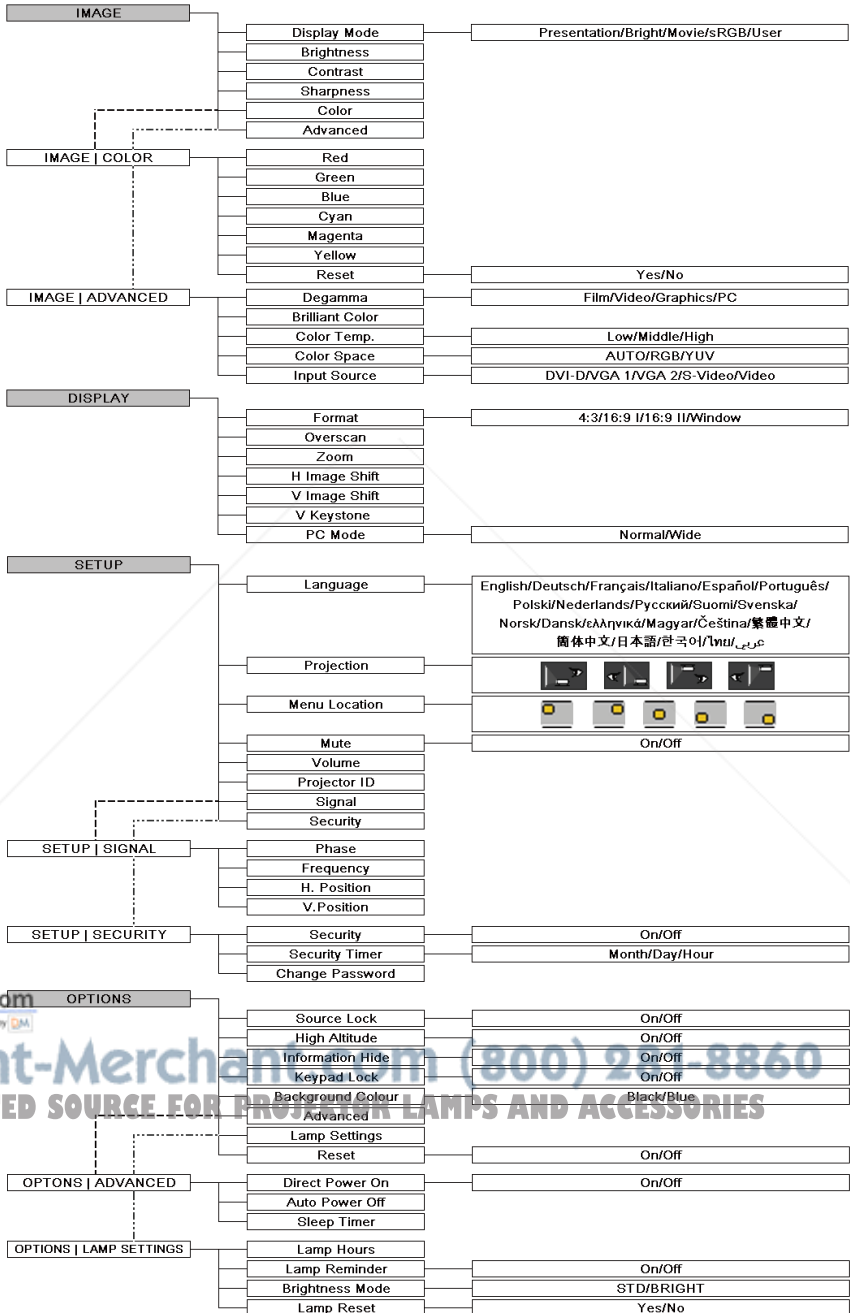 IMAGE
Display Mode Presentation/Bright/Movie/sRGB/User
Brightness
Contrast
Sharpness
Color
Advanced
IMAGE | COLOR Red
Green
Blue
Cyan
Magenta
Yellow
Reset Yes/No
IMAGE | ADVANCED Degamma Film/Video/Graphics/PC
Brilliant Color
Color Temp. Low/Middle/High
Color Space AUTO/RGB/YUV
Input Source DVI-D/VGA 1/VGA 2/S-Video/Video
DISPLAY
Format 4:3/16:9 I/16:9 II/Window
Overscan
Zoom
H Image Shift
V Image Shift
V Keystone
PC Mode Normal/Wide
SETUP
Language English/Deutsch/Français/Italiano/Español/Português/
Polski/Nederlands/Русский/Suomi/Svenska/
Norsk/Dansk/ελληνικά/Magyar/Čeština/繁體中文/
简体中文/日本語/한국어/ไทย/عربي
Projection
Menu Location
Mute On/Off
Volume
Projector ID
Signal
Security
SETUP | SIGNAL Phase
Frequency
H. Position
V.Position
SETUP | SECURITY Security On/Off
Security Timer Month/Day/Hour
Change Password
om OPTIONS
Source Lock On/Off
High Altitude On/Off
nt-Merchant.com (800) 281-8860
Information Hide On/Off
Keypad Lock On/Off
Background Colour Black/Blue
ED SOURCE FOR PROJEKTOR LAMPS AND ACCESSORIES
Advanced
Lamp Settings
Reset On/Off
OPTONS | ADVANCED Direct Power On On/Off
Auto Power Off
Sleep Timer
OPTIONS | LAMP SETTINGS Lamp Hours
Lamp Reminder On/Off
Brightness Mode STD/BRIGHT
Lamp Reset Yes/No